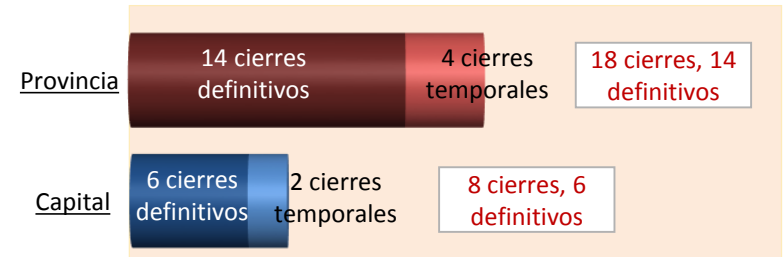 Provincia
14 cierres
definitivos
4 cierres
temporales
18 cierres, 14
definitivos
Capital
6 cierres
definitivos
2 cierres
temporales
8 cierres, 6
definitivos